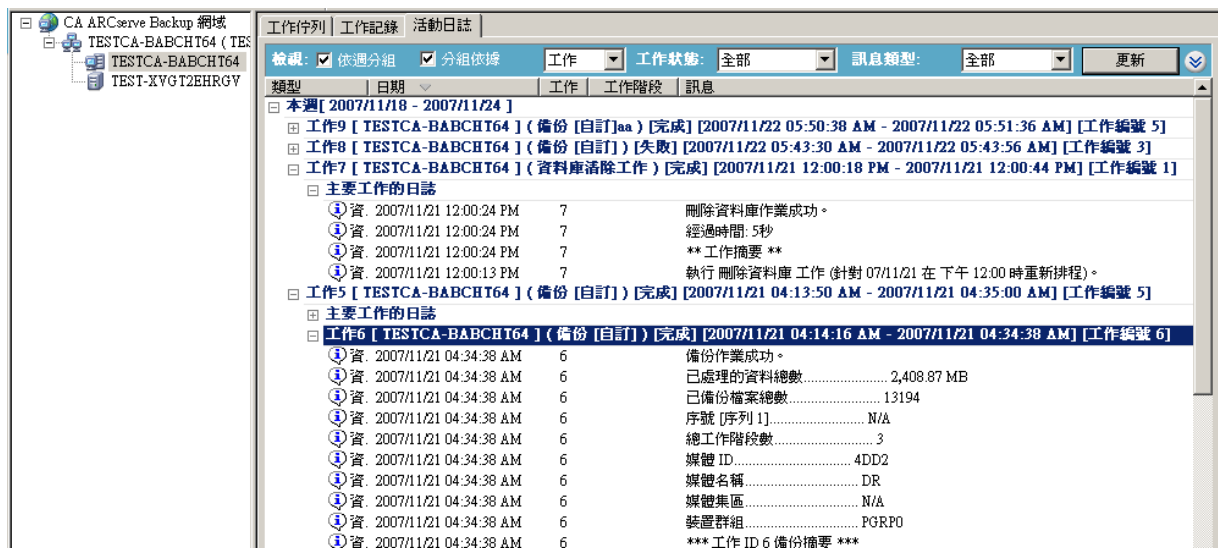 CA ARCserve Backup 網域
TESTCA-BABCHT64 ( TES
TESTCA-BABCHT64
TEST-XVGT2EHRGV
工作佇列 工作記錄 活動日誌
檢視: 依週分組 分組依據 工作 工作狀態: 全部 訊息類型: 全部 更新
類型 日期 工作 工作階段 訊息
本週[ 2007/11/18 - 2007/11/24 ]
工作9 [ TESTCA-BABCHT64 ] ( 備份 [自訂]aa ) [完成] [2007/11/22 05:50:38 AM - 2007/11/22 05:51:36 AM] [工作編號 5]
工作8 [ TESTCA-BABCHT64 ] ( 備份 [自訂] ) [失敗] [2007/11/22 05:43:30 AM - 2007/11/22 05:43:56 AM] [工作編號 3]
工作7 [ TESTCA-BABCHT64 ] ( 資料庫清除工作 ) [完成] [2007/11/21 12:00:18 PM - 2007/11/21 12:00:44 PM] [工作編號 1]
主要工作的日誌
資. 2007/11/21 12:00:24 PM 7 刪除資料庫作業成功。
資. 2007/11/21 12:00:24 PM 7 經過時間: 5秒
資. 2007/11/21 12:00:24 PM 7 ** 工作摘要 **
資. 2007/11/21 12:00:13 PM 7 執行 刪除資料庫 工作 (針對 07/11/21 在 下午 12:00 時重新排程)。
工作5 [ TESTCA-BABCHT64 ] ( 備份 [自訂] ) [完成] [2007/11/21 04:13:50 AM - 2007/11/21 04:35:00 AM] [工作編號 5]
主要工作的日誌
工作6 [ TESTCA-BABCHT64 ] ( 備份 [自訂] ) [完成] [2007/11/21 04:14:16 AM - 2007/11/21 04:34:38 AM] [工作編號 6]
資. 2007/11/21 04:34:38 AM 6 備份作業成功。
資. 2007/11/21 04:34:38 AM 6 已處理的資料總數........................ 2,408.87 MB
資. 2007/11/21 04:34:38 AM 6 已備份檔案總數.......................... 13194
資. 2007/11/21 04:34:38 AM 6 序號 [序列 1]........................... N/A
資. 2007/11/21 04:34:38 AM 6 總工作階段數............................ 3
資. 2007/11/21 04:34:38 AM 6 媒體 ID................................. 4DD2
資. 2007/11/21 04:34:38 AM 6 媒體名稱................................ DR
資. 2007/11/21 04:34:38 AM 6 媒體集區................................ N/A
資. 2007/11/21 04:34:38 AM 6 裝置群組................................ PGRP0
資. 2007/11/21 04:34:38 AM 6 *** 工作 ID 6 備份摘要 ***